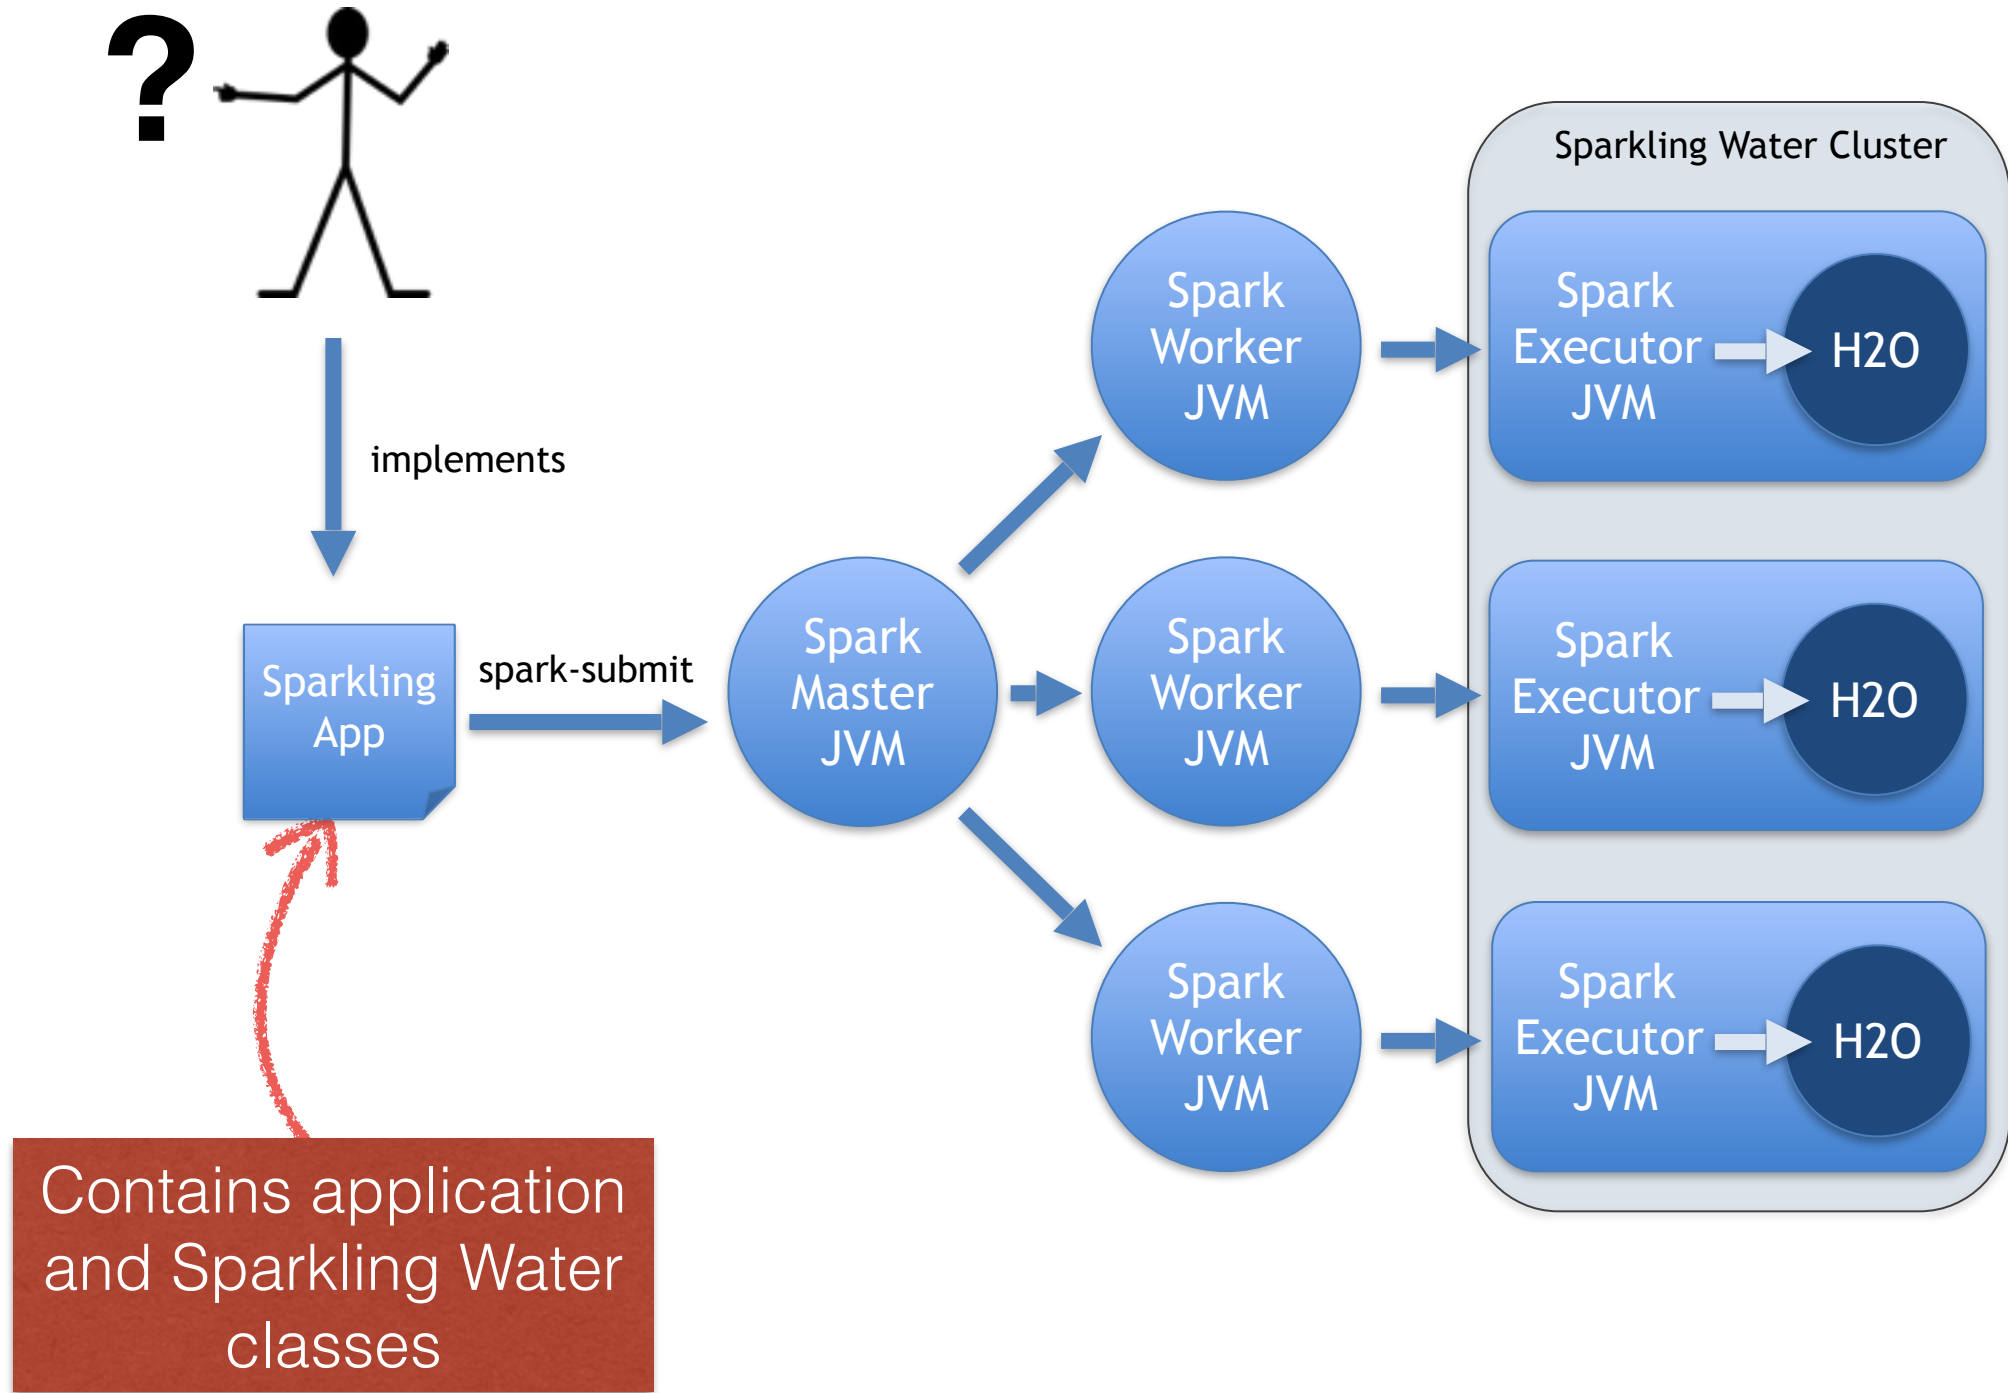 ?
Sparkling Water Cluster
implements
Sparkling
App
spark-submit
Spark
Master
JVM
Spark
Worker
JVM
Spark
Executor
JVM
H2O
Spark
Worker
JVM
Spark
Executor
JVM
H2O
Spark
Worker
JVM
Spark
Executor
JVM
H2O
Contains application
and Sparkling Water
classes